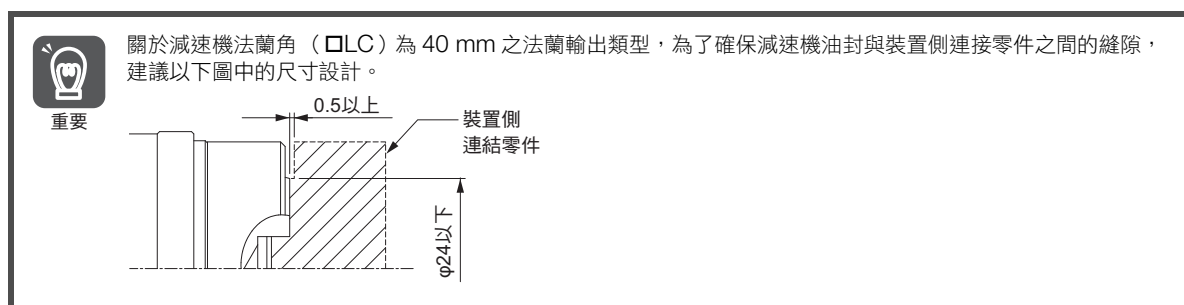 關於減速機法蘭角（□LC）為 40 mm 之法蘭輸出類型，為了確保減速機油封與裝置側連接零件之間的縫隙，
建議以下圖中的尺寸設計。
重要
0.5以上
裝置側
連結零件
φ24以下